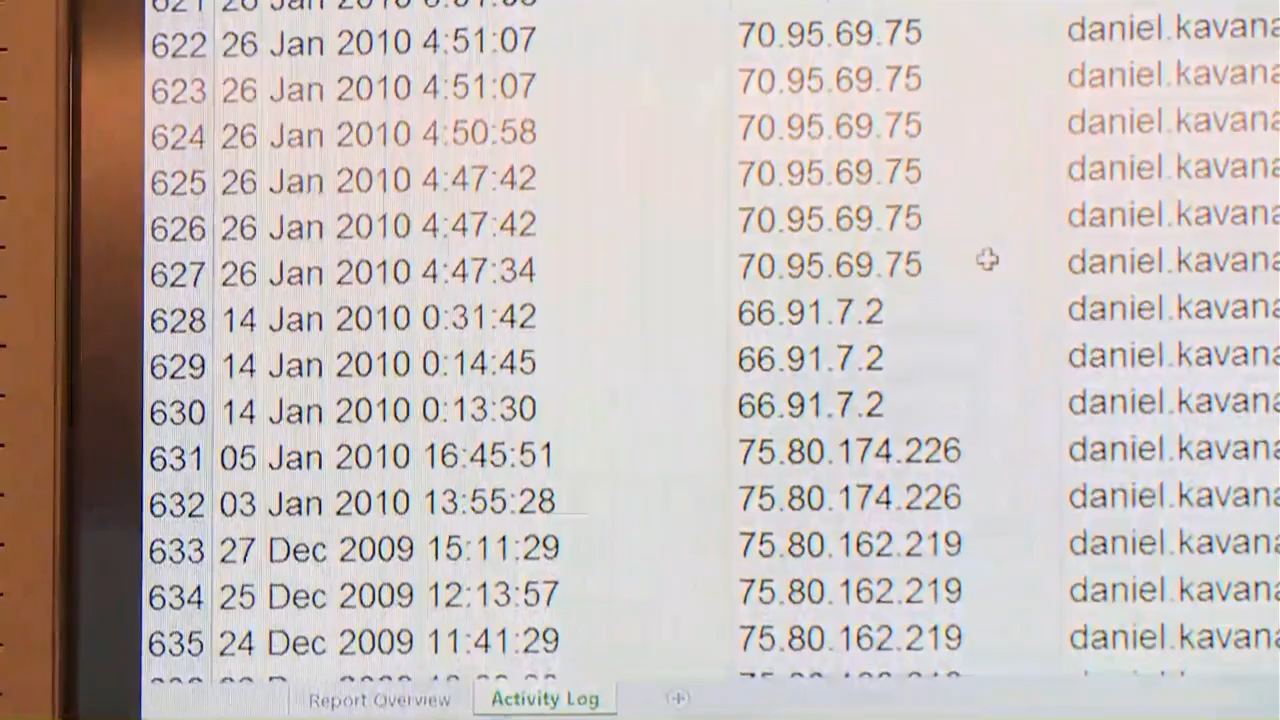 622 26 Jan 2010 4:51:07 70.95.69.75 daniel.kavana
623 26 Jan 2010 4:51:07 70.95.69.75 daniel.kavana
624 26 Jan 2010 4:50:58 70.95.69.75 daniel.kavana
625 26 Jan 2010 4:47:42 70.95.69.75 daniel.kavana
626 26 Jan 2010 4:47:42 70.95.69.75 daniel.kavana
627 26 Jan 2010 4:47:34 70.95.69.75 daniel.kavana
628 14 Jan 2010 0:31:42 66.91.7.2 daniel.kavana
629 14 Jan 2010 0:14:45 66.91.7.2 daniel.kavana
630 14 Jan 2010 0:13:30 66.91.7.2 daniel.kavana
631 05 Jan 2010 16:45:51 75.80.174.226 daniel.kavana
632 03 Jan 2010 13:55:28 75.80.174.226 daniel.kavana
633 27 Dec 2009 15:11:29 75.80.162.219 daniel.kavana
634 25 Dec 2009 12:13:57 75.80.162.219 daniel.kavana
635 24 Dec 2009 11:41:29 75.80.162.219 daniel.kavana
Report Overview Activity Log